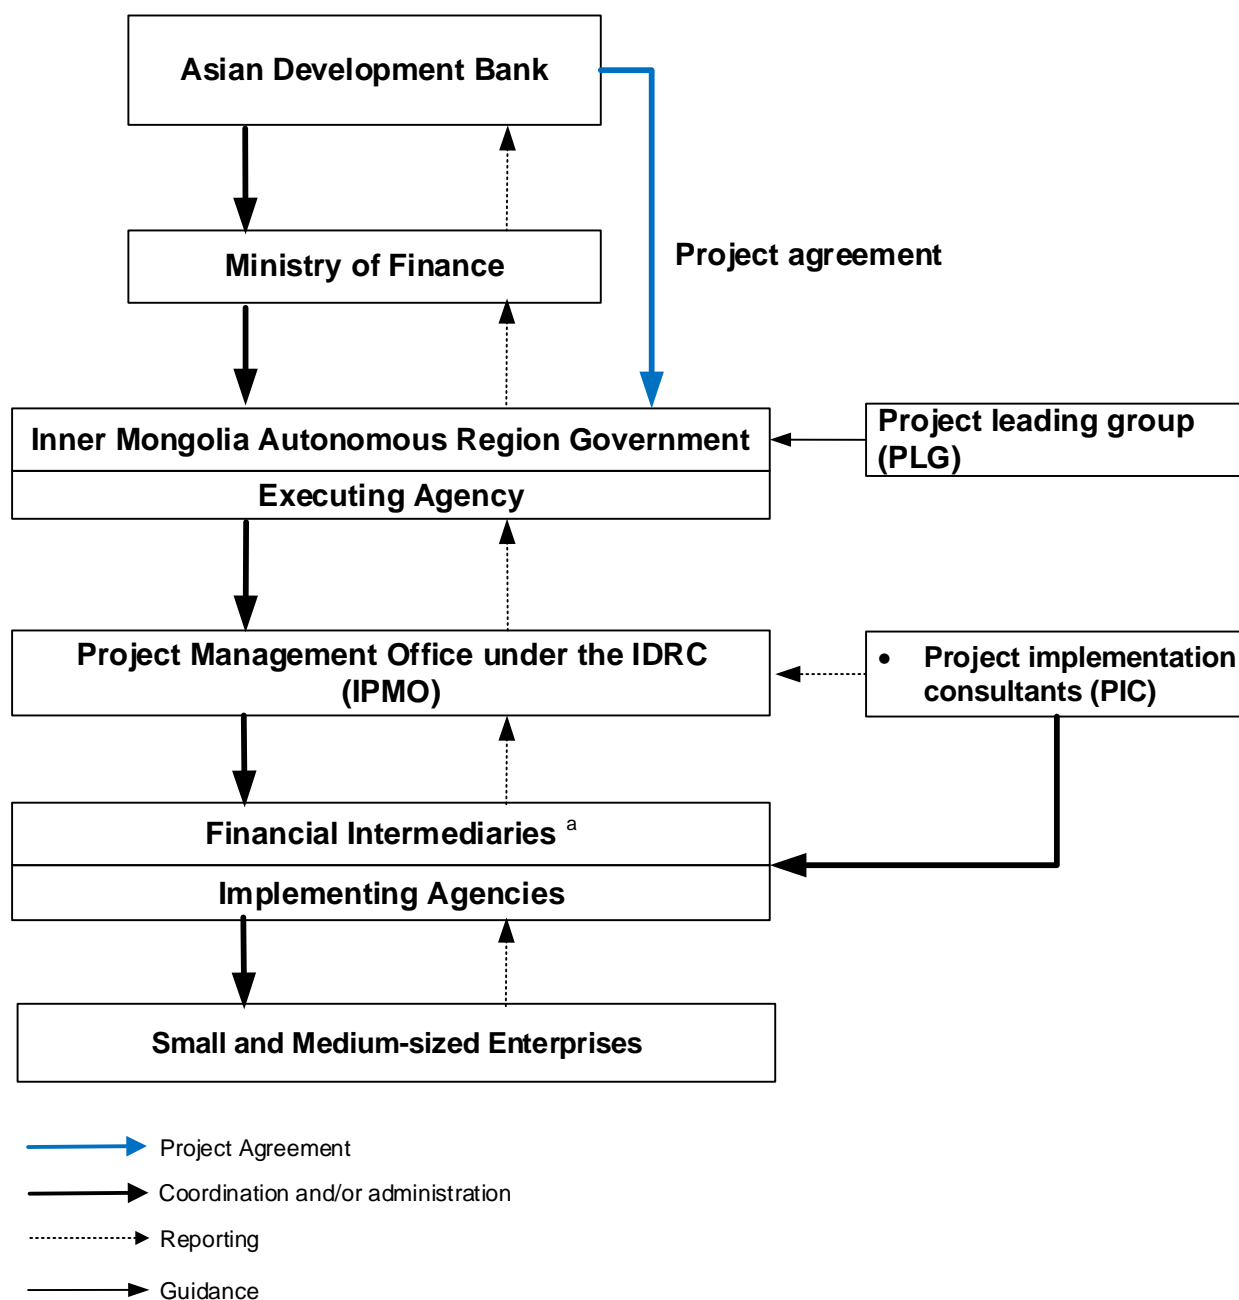 Asian Development Bank
Ministry of Finance
Project agreement
Inner Mongolia Autonomous Region Government
Executing Agency
Project leading group
(PLG)
Project Management Office under the IDRC
(IPMO)
• Project implementation
consultants (PIC)
Financial Intermediaries a
Implementing Agencies
Small and Medium-sized Enterprises
Project Agreement
Coordination and/or administration
Reporting
Guidance